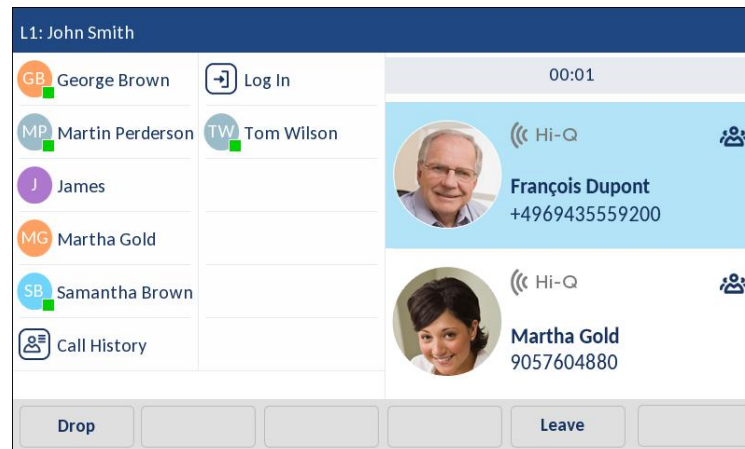 L1: John Smith
GB George Brown
Log In
MP Martin Perderson
TW Tom Wilson
J James
MG Martha Gold
SB Samantha Brown
Call History
00:01
Hi-Q
François Dupont
+4969435559200
Hi-Q
Martha Gold
9057604880
Drop
Leave